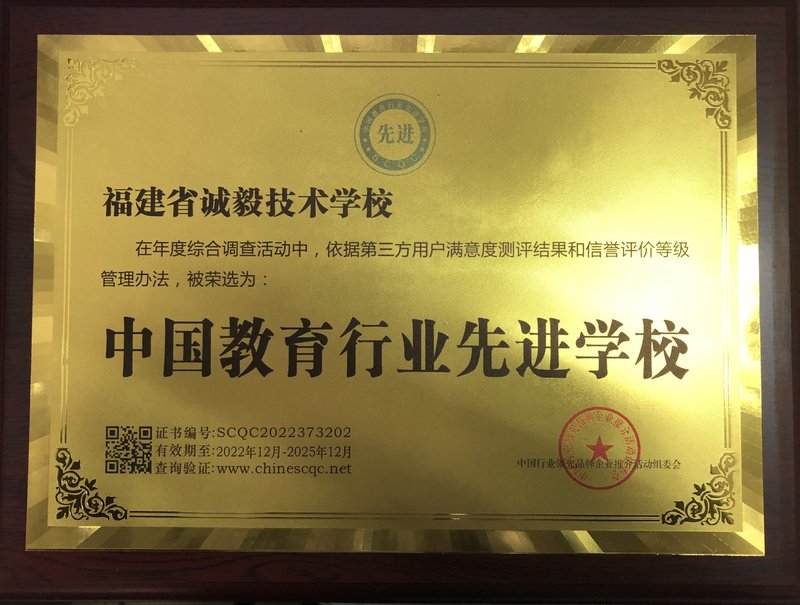 先进
SCQC
福建省诚毅技术学校
在年度综合调查活动中，依据第三方用户满意度测评结果和信誉评价等级
管理办法，被荣选为：
中国教育行业先进学校
证书编号:SCQC2022373202
有效期至:2022年12月-2025年12月
查询验证:www.chinescqc.net
中国行业领先品牌企业推介活动组委会